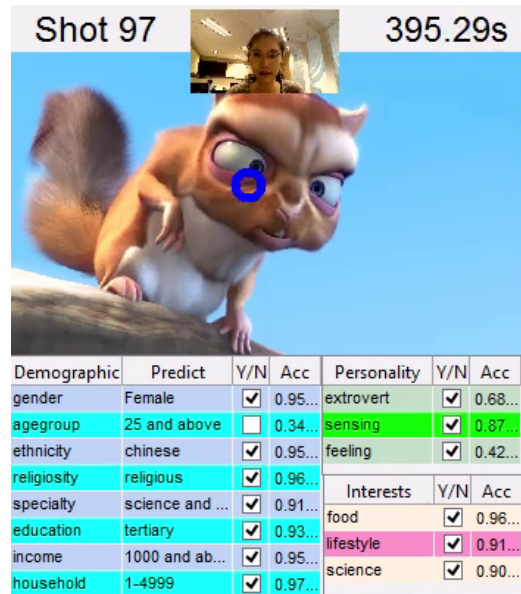 Shot 97 395.29s
Demographic Predict Y/N Acc
gender Female 0.95...
agegroup 25 and above 0.34...
ethnicity chinese 0.95...
religiosity religious 0.96...
specialty science and ... 0.91...
education tertiary 0.93...
income 1000 and ab... 0.95...
household 1-4999 0.97...
Personality Y/N Acc
extrovert 0.68...
sensing 0.87...
feeling 0.42...
Interests Y/N Acc
food 0.96...
lifestyle 0.91...
science 0.90...